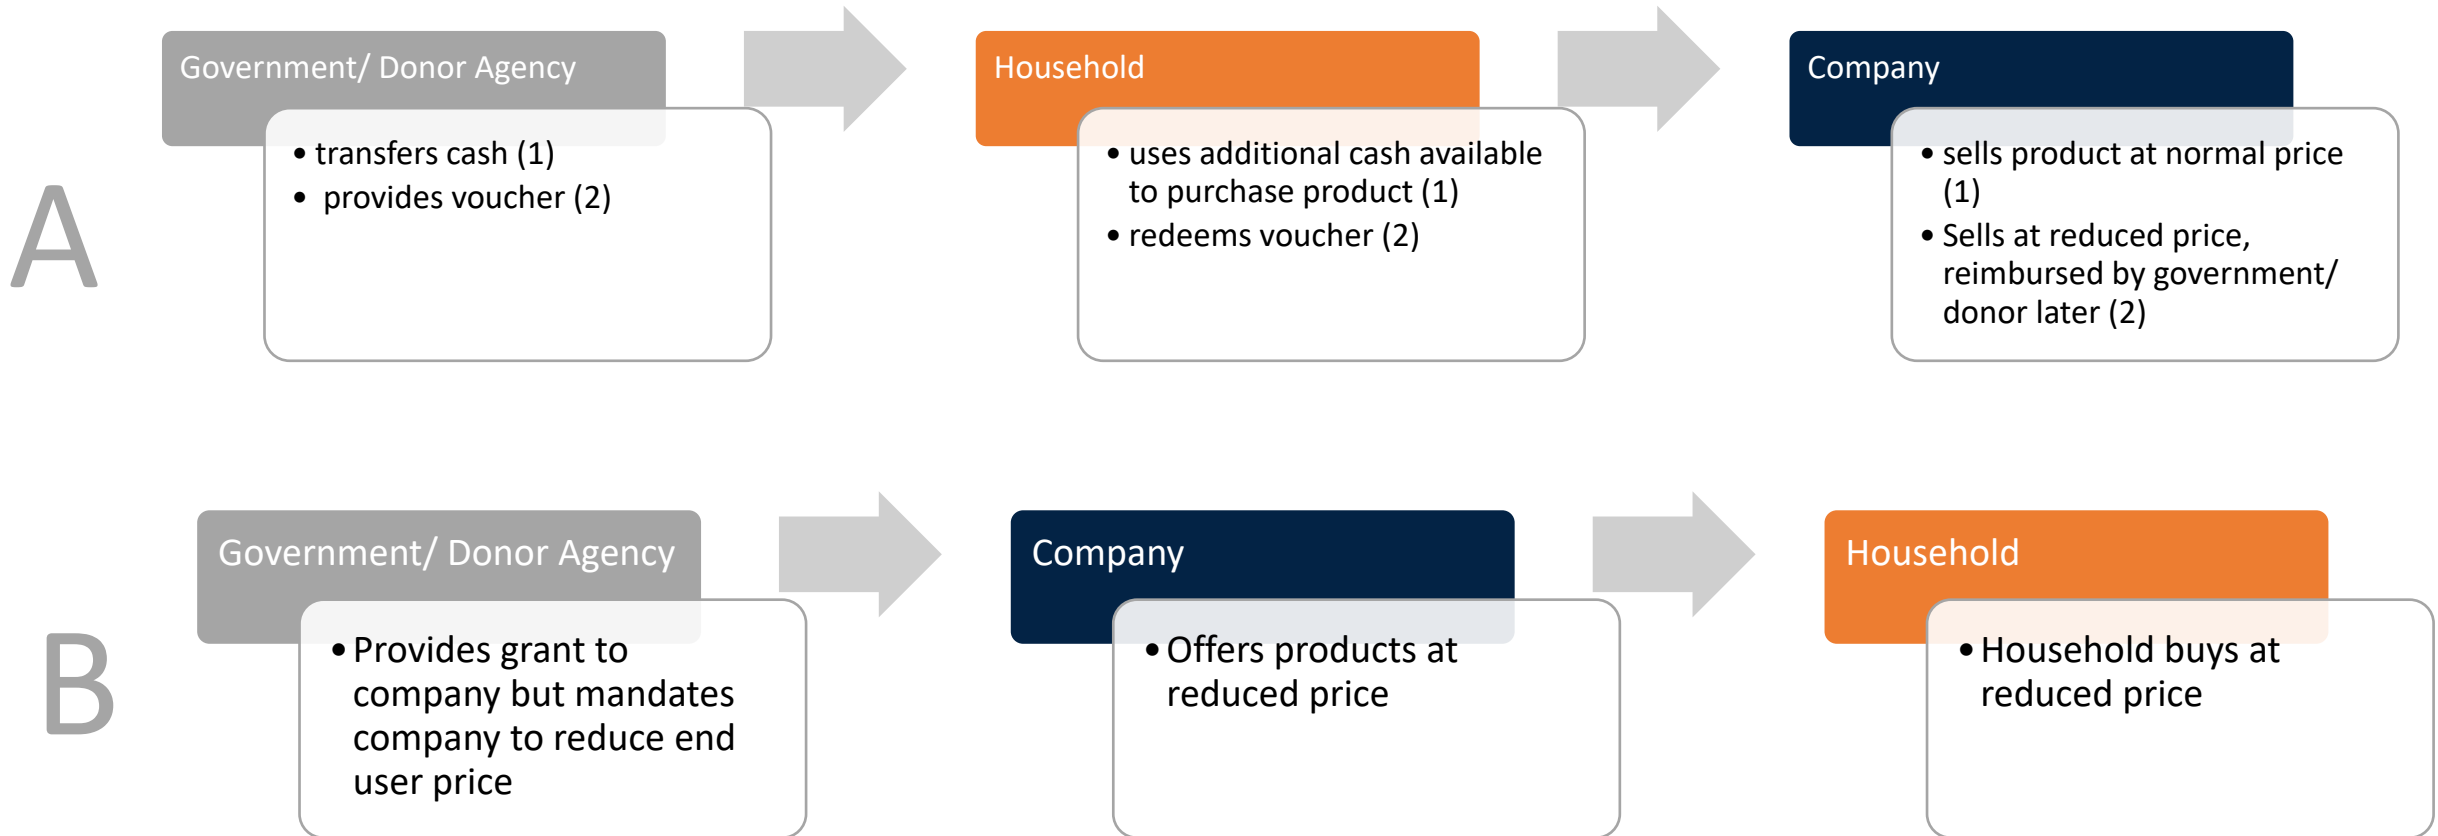 A
Government/ Donor Agency
• transfers cash (1)
• provides voucher (2)
Household
• uses additional cash available
to purchase product (1)
• redeems voucher (2)
Company
• sells product at normal price
(1)
• Sells at reduced price,
reimbursed by government/
donor later (2)
B
Government/ Donor Agency
• Provides grant to
company but mandates
company to reduce end
user price
Company
• Offers products at
reduced price
Household
• Household buys at
reduced price